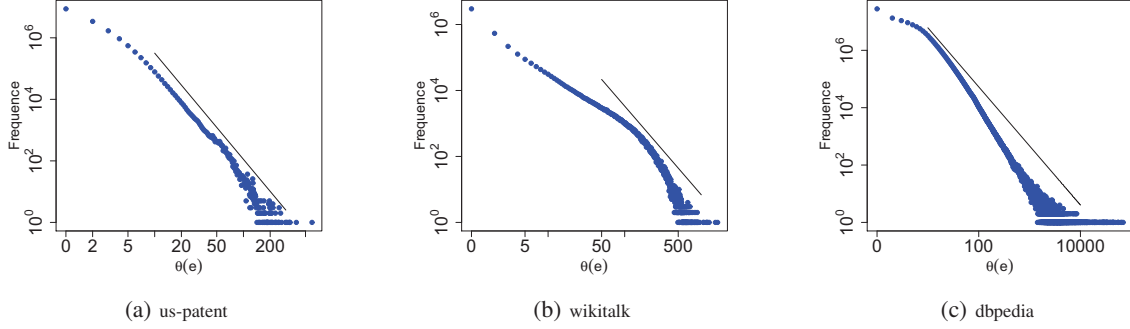 10^6
10^4
10^2
10^0
Frequence
0 2 5 20 50 200
θ(e)
(a) us-patent
10^6
10^4
10^2
10^0
Frequence
0 5 50 500
θ(e)
(b) wikitalk
10^6
10^4
10^2
10^0
Frequence
0 100 10000
θ(e)
(c) dbpedia